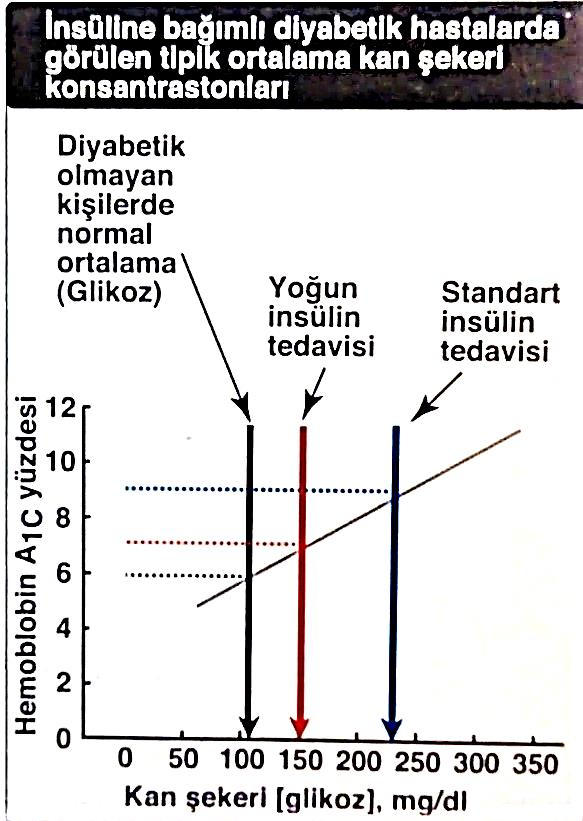 İnsüline bağımlı diyabetik hastalarda
görülen tipik ortalama kan şekeri
konsantrastonları
Diyabetik
olmayan
kişilerde
normal
ortalama
(Glikoz)
Yoğun
insülin
tedavisi
Standart
insülin
tedavisi
Hemoblobin A1C yüzdesi
12
10
8
6
4
2
0
0 50 100 150 200 250 300 350
Kan şekeri [glikoz], mg/dl